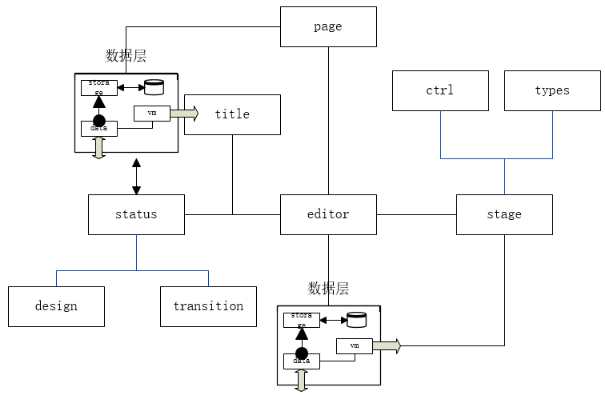 page
数据层
stora
ge
vm
data
title
ctrl
types
status
editor
stage
design
transition
数据层
stora
ge
vm
data